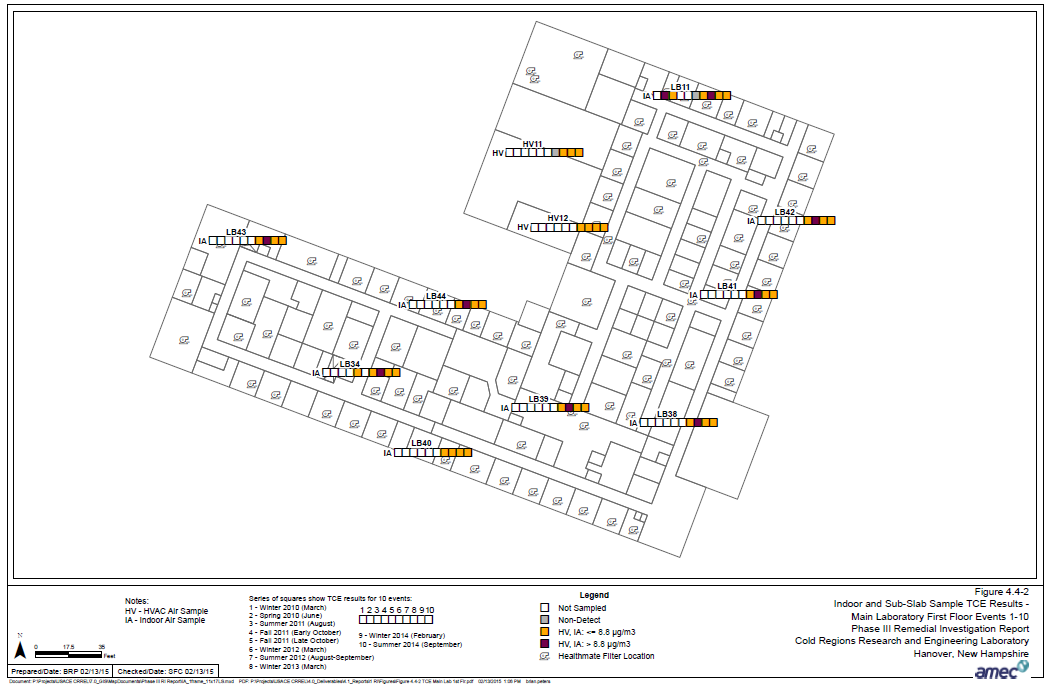 LB11
IA
HV11
HV
HV12
HV
LB42
IA
LB43
IA
LB41
IA
LB44
IA
LB34
IA
LB39
IA
LB38
IA
LB40
IA
Notes:
HV - HVAC Air Sample
IA - Indoor Air Sample
N
0 17.5 35
Feet
Prepared/Date: BRP 02/13/15
Checked/Date: SFC 02/13/15
Series of squares show TCE results for 10 events:
1 - Winter 2010 (March)
2 - Spring 2010 (June)
3 - Summer 2011 (August)
4 - Fall 2011 (Early October)
5 - Fall 2011 (Late October)
6 - Winter 2012 (March)
7 - Summer 2012 (August-September)
8 - Winter 2013 (March)
1 2 3 4 5 6 7 8 9 10
9 - Winter 2014 (February)
10 - Summer 2014 (September)
Legend
Not Sampled
Non-Detect
HV, IA: <= 8.8 µg/m3
HV, IA: > 8.8 µg/m3
Healthmate Filter Location
Figure 4.4-2
Indoor and Sub-Slab Sample TCE Results -
Main Laboratory First Floor Events 1-10
Phase III Remedial Investigation Report
Cold Regions Research and Engineering Laboratory
Hanover, New Hampshire
amec
02/13/2015 1:06 PM brian.peters